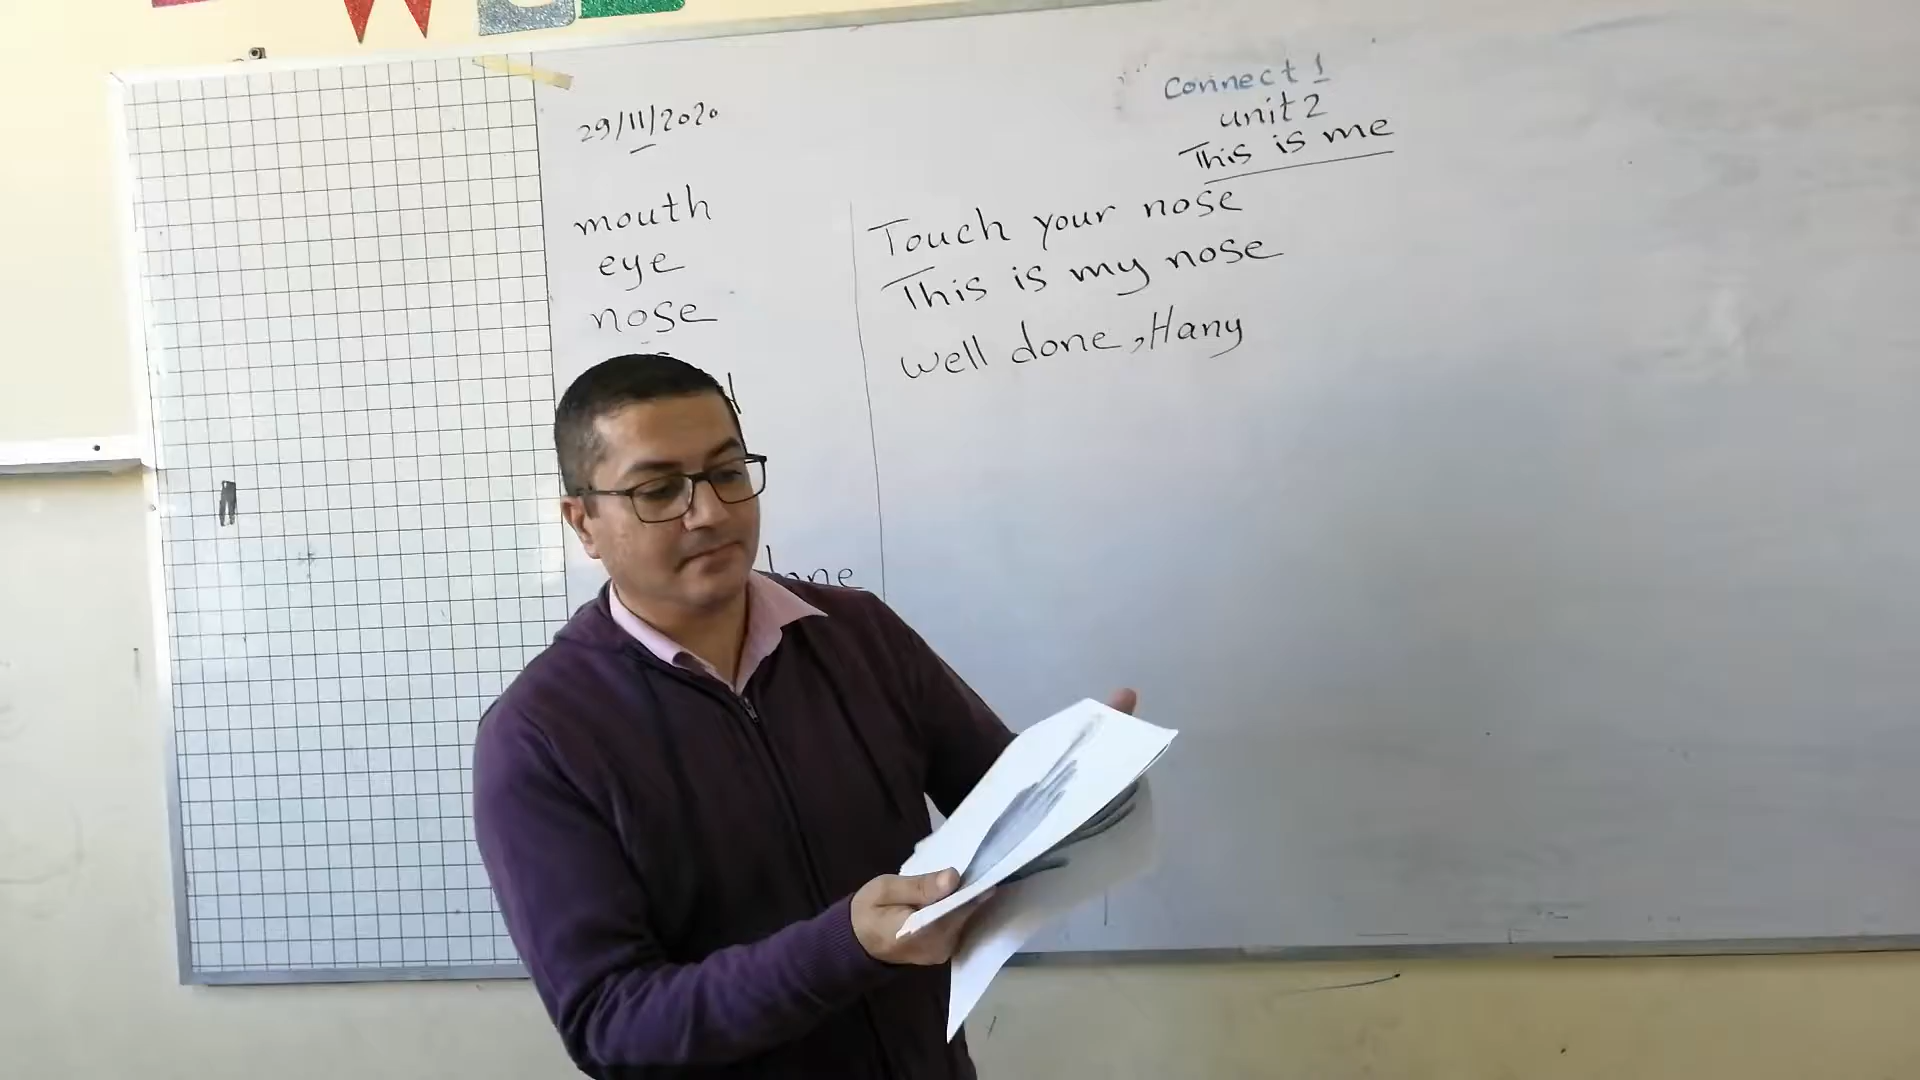 29/11/2020
Connect 1
unit 2
This is me
mouth
eye
nose
Touch your nose
This is my nose
well done, Hany